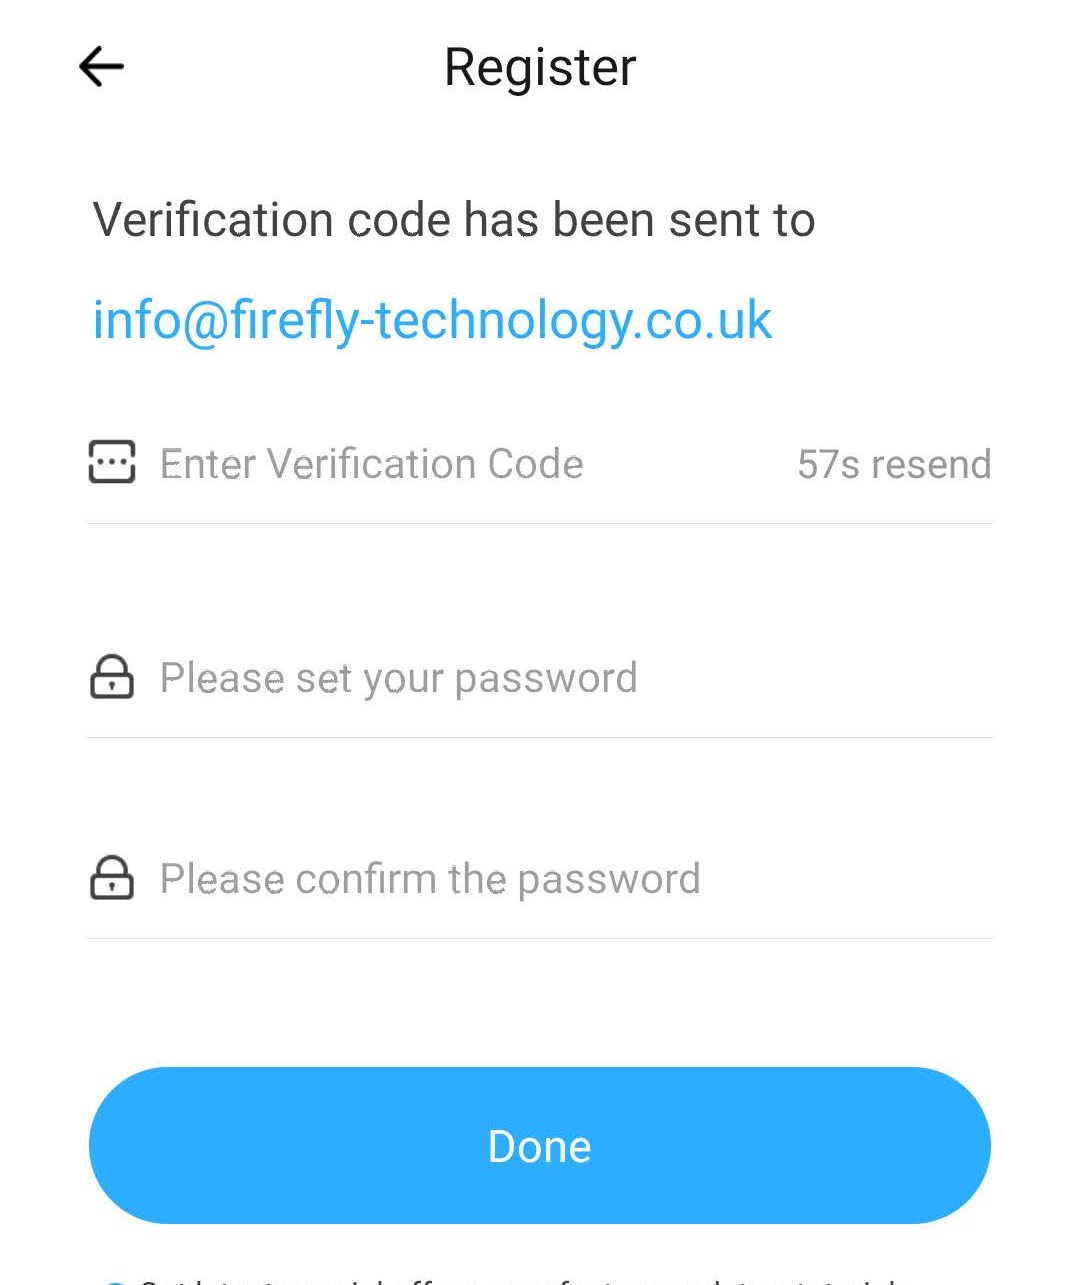 Register
Verification code has been sent to
info@firefly-technology.co.uk
Enter Verification Code 57s resend
Please set your password
Please confirm the password
Done